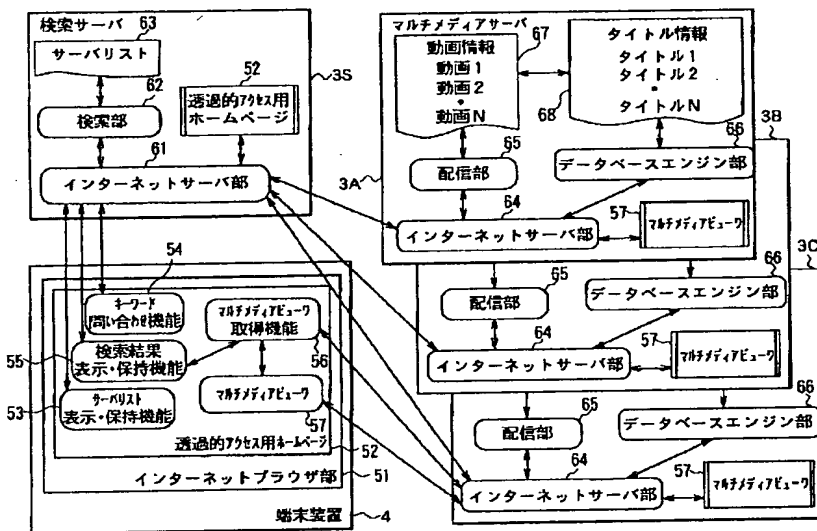 検索サーバ
63
サーバリスト
62
検索部
52
透過的アクセス用
ホームページ
3S
61
インターネットサーバ部
マルチメディアサーバ
動画情報
動画1
動画2
・
動画N
67
タイトル情報
タイトル1
タイトル2
・
タイトルN
68
65
配信部
66
データベースエンジン部
3A
3B
64
インターネットサーバ部
57
マルチメディアビューワ
3C
65
配信部
66
データベースエンジン部
64
インターネットサーバ部
57
マルチメディアビューワ
65
配信部
66
データベースエンジン部
64
インターネットサーバ部
57
マルチメディアビューワ
54
キーワード
問い合わせ機能
マルチメディアビューワ
取得機能
56
55
検索結果
表示・保持機能
53
サーバリスト
表示・保持機能
マルチメディアビューワ
57
透過的アクセス用ホームページ
52
インターネットブラウザ部
51
端末装置
4